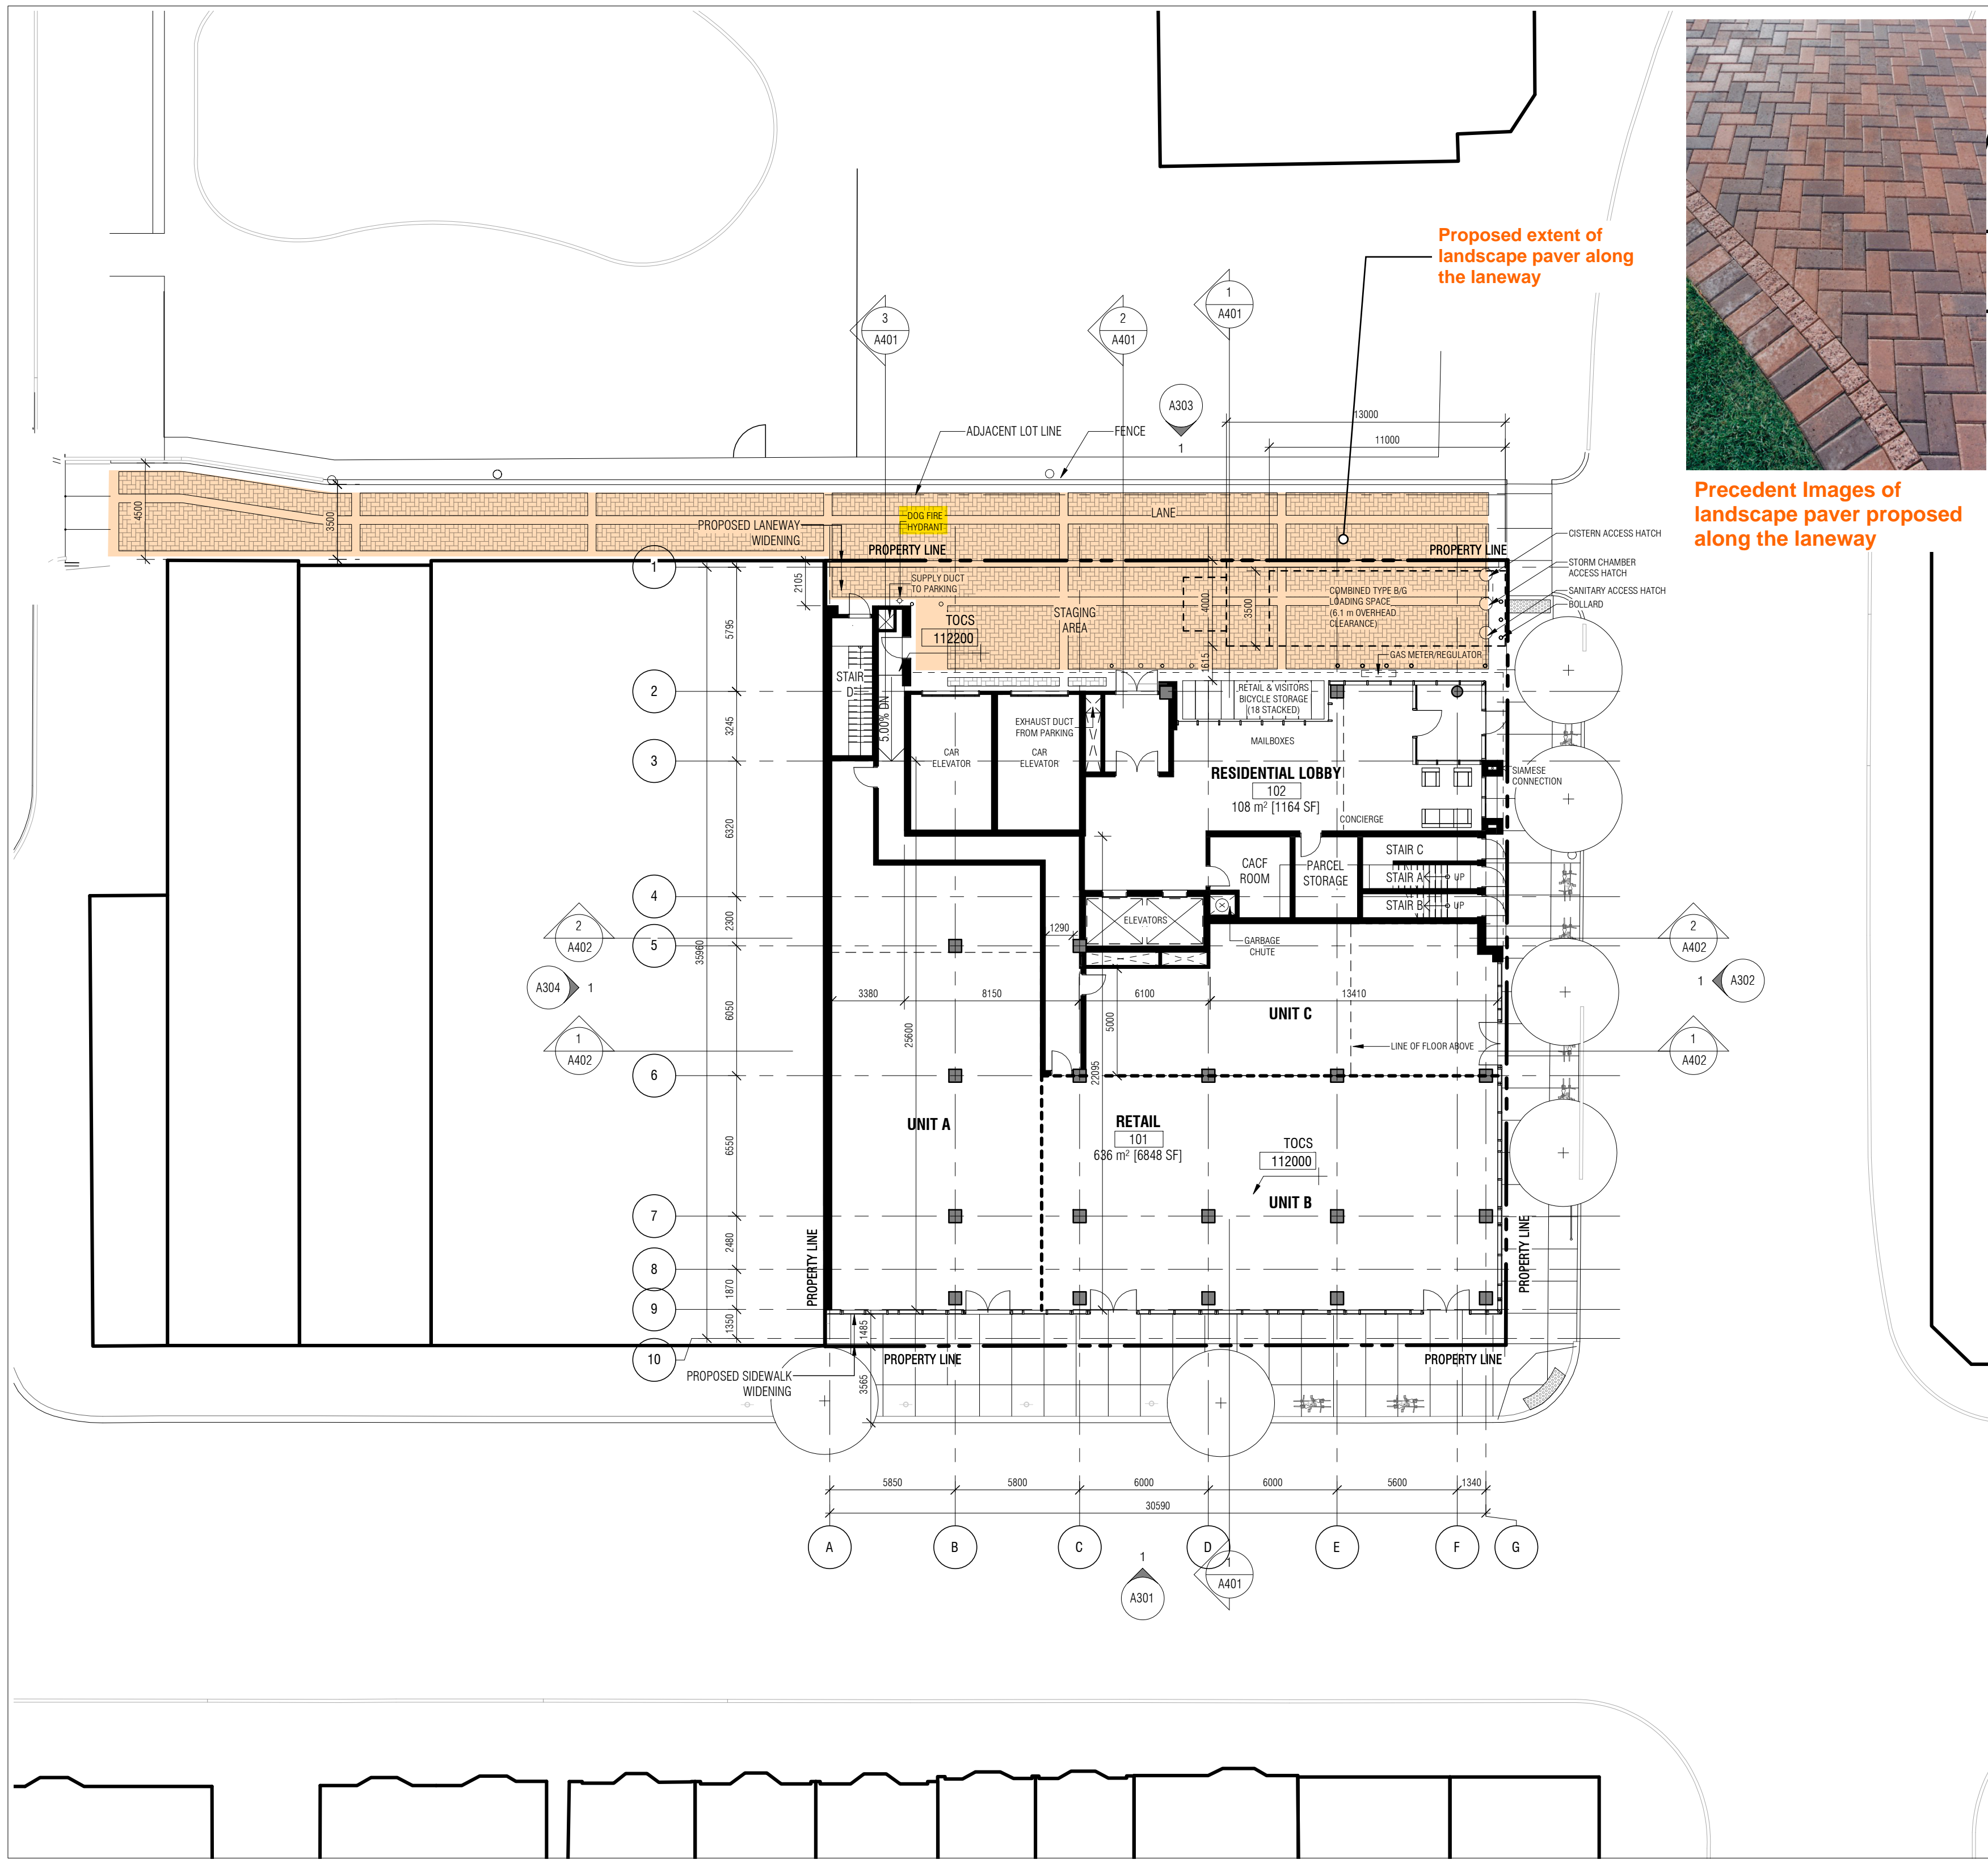 Proposed extent of
landscape paver along
the laneway
Precedent Images of
landscape paver proposed
along the laneway
1
A401
3
A401
2
A401
A303
1
13000
11000
ADJACENT LOT LINE
FENCE
4500
3500
DOG FIRE
HYDRANT
LANE
PROPOSED LANEWAY
WIDENING
PROPERTY LINE
PROPERTY LINE
CISTERN ACCESS HATCH
STORM CHAMBER
ACCESS HATCH
SANITARY ACCESS HATCH
BOLLARD
1
2105
SUPPLY DUCT
TO PARKING
STAGING
AREA
4000
3500
COMBINED TYPE B/G
LOADING SPACE
(6.1 m OVERHEAD
CLEARANCE)
TOCS
112200
5795
1615
GAS METER/REGULATOR
STAIR
D
2
RETAIL & VISITORS
BICYCLE STORAGE
(18 STACKED)
5.00% DN
3245
EXHAUST DUCT
FROM PARKING
CAR
ELEVATOR
CAR
ELEVATOR
MAILBOXES
3
RESIDENTIAL LOBBY
102
108 m² [1164 SF]
SIAMESE
CONNECTION
6320
CONCIERGE
STAIR C
CACF
ROOM
PARCEL
STORAGE
STAIR A
UP
4
STAIR B
UP
2300
ELEVATORS
1290
GARBAGE
CHUTE
2
A402
2
A402
5
35960
A304
1
1
A302
3380
8150
6100
13410
6050
UNIT C
5000
25600
1
A402
LINE OF FLOOR ABOVE
1
A402
6
22095
UNIT A
RETAIL
101
636 m² [6848 SF]
6550
TOCS
112000
UNIT B
7
2480
PROPERTY LINE
PROPERTY LINE
8
1870
9
1350
1485
10
PROPERTY LINE
PROPERTY LINE
PROPOSED SIDEWALK
WIDENING
3565
5850
5800
6000
6000
5600
1340
30590
A
B
C
D
E
F
G
1
A301
1
A401